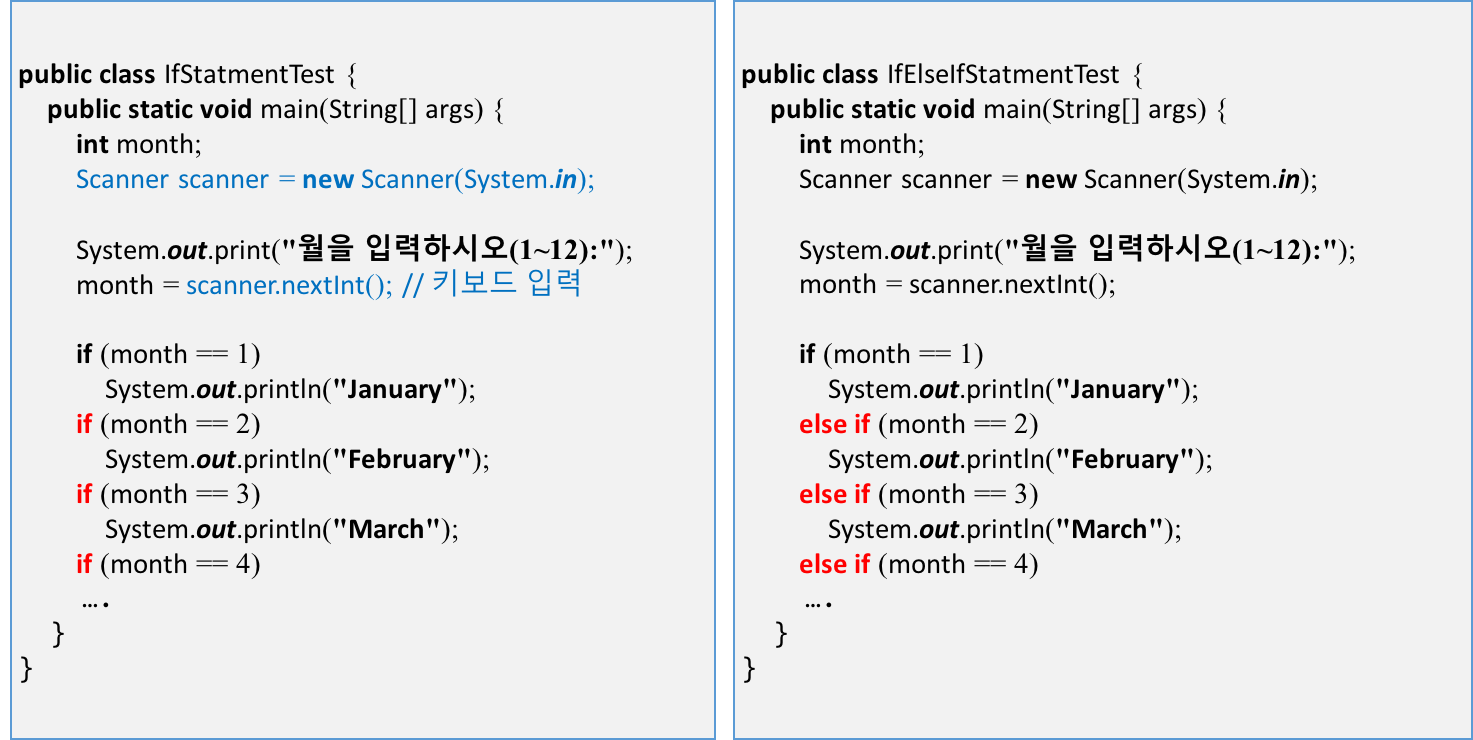 public class IfStatmentTest {
public static void main(String[] args) {
int month;
Scanner scanner = new Scanner(System.in);
System.out.print("월을 입력하시오(1~12):");
month = scanner.nextInt(); // 키보드 입력
if (month == 1)
System.out.println("January");
if (month == 2)
System.out.println("February");
if (month == 3)
System.out.println("March");
if (month == 4)
….
}
}
public class IfElseIfStatmentTest {
public static void main(String[] args) {
int month;
Scanner scanner = new Scanner(System.in);
System.out.print("월을 입력하시오(1~12):");
month = scanner.nextInt();
if (month == 1)
System.out.println("January");
else if (month == 2)
System.out.println("February");
else if (month == 3)
System.out.println("March");
else if (month == 4)
….
}
}